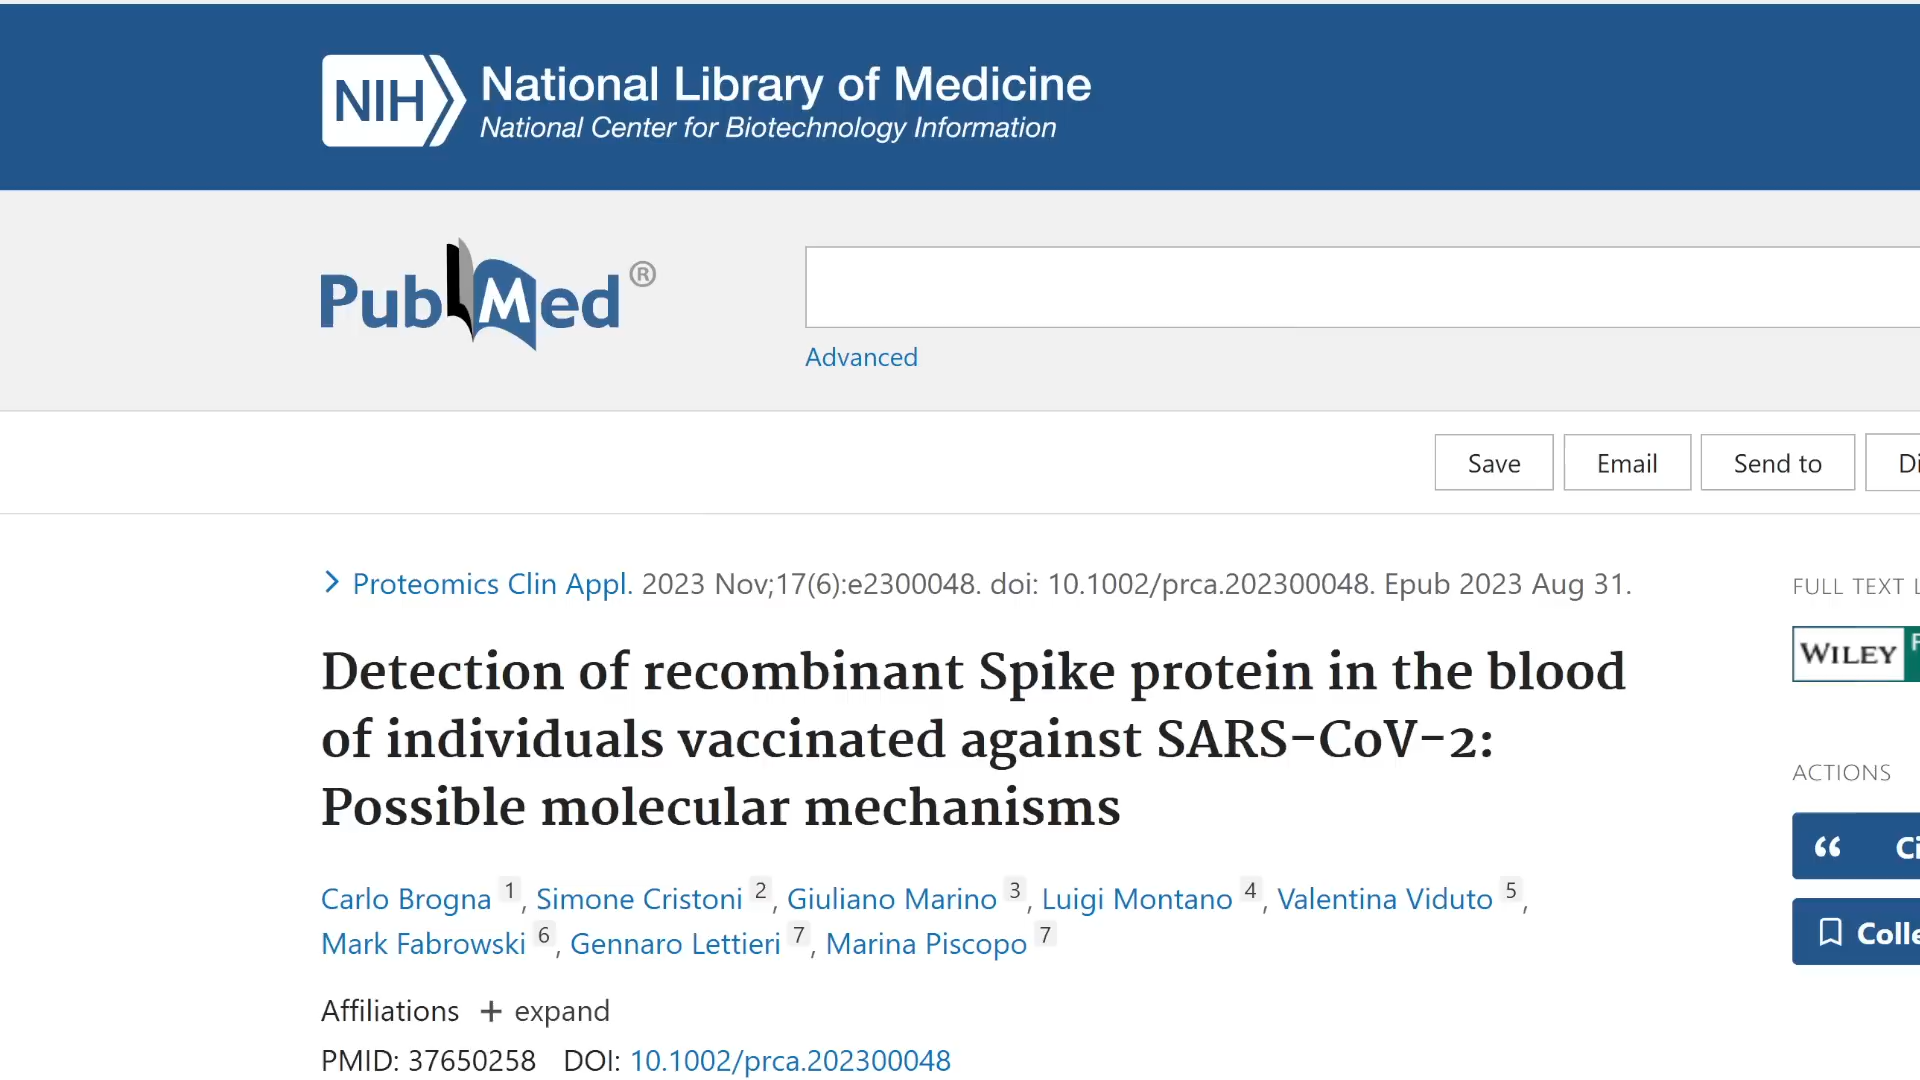 NIH National Library of Medicine
National Center for Biotechnology Information
PubMed®
Advanced
Save Email Send to
Proteomics Clin Appl. 2023 Nov;17(6):e2300048. doi: 10.1002/prca.202300048. Epub 2023 Aug 31.
FULL TEXT
Detection of recombinant Spike protein in the blood
of individuals vaccinated against SARS-CoV-2:
Possible molecular mechanisms
WILEY
ACTIONS
Carlo Brogna 1, Simone Cristoni 2, Giuliano Marino 3, Luigi Montano 4, Valentina Viduto 5,
Mark Fabrowski 6, Gennaro Lettieri 7, Marina Piscopo 7
Affiliations + expand
PMID: 37650258 DOI: 10.1002/prca.202300048